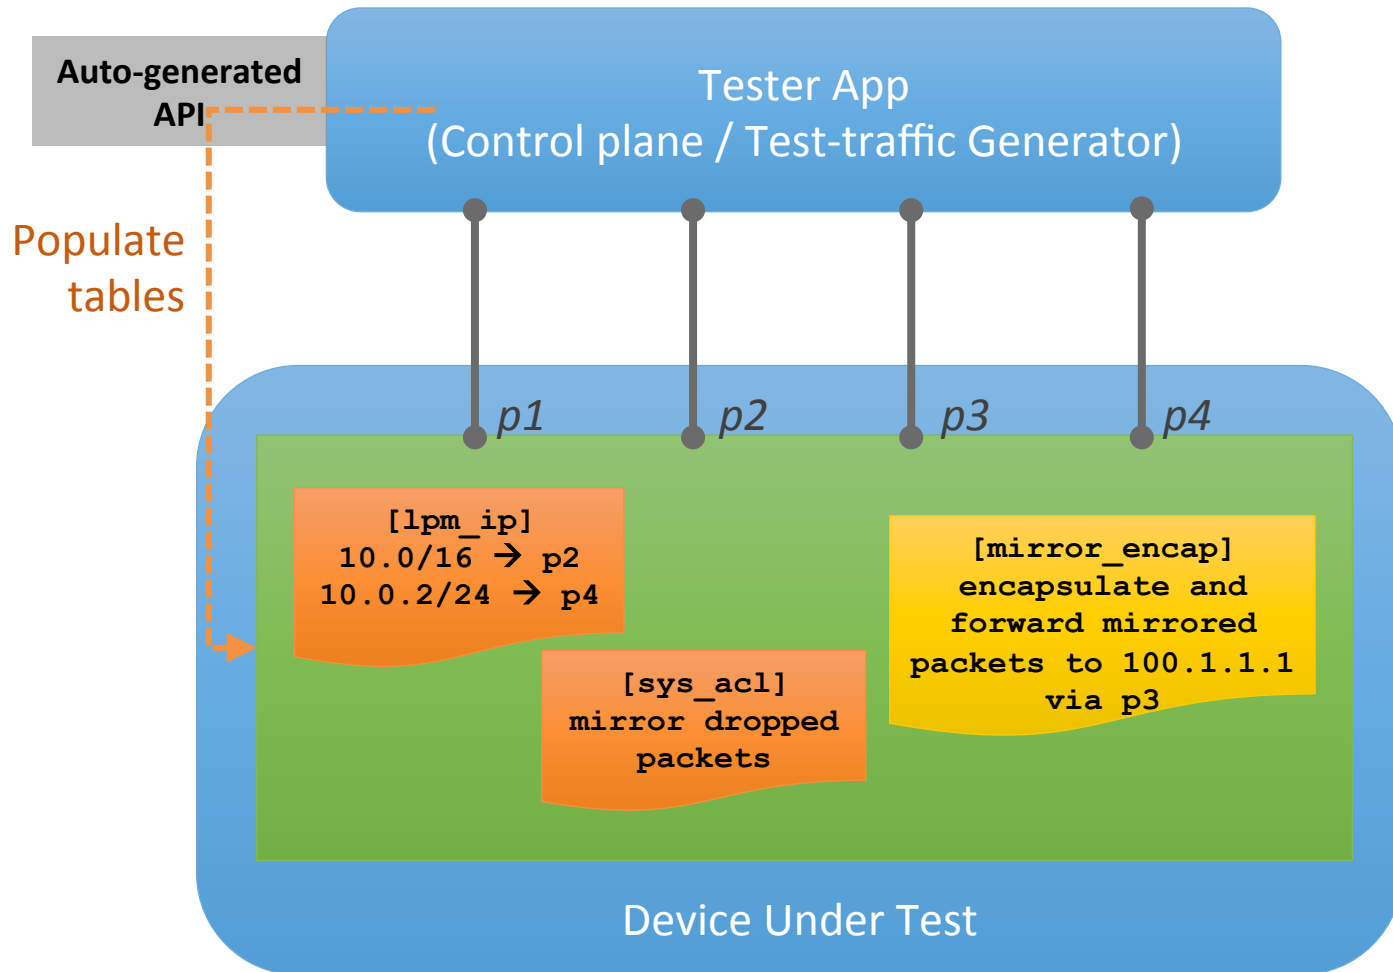 Auto-generated
API
Tester App
(Control plane / Test-traffic Generator)
Populate
tables
p1
p2
p3
p4
[lpm_ip]
10.0/16 → p2
10.0.2/24 → p4
[sys_acl]
mirror dropped
packets
[mirror_encap]
encapsulate and
forward mirrored
packets to 100.1.1.1
via p3
Device Under Test